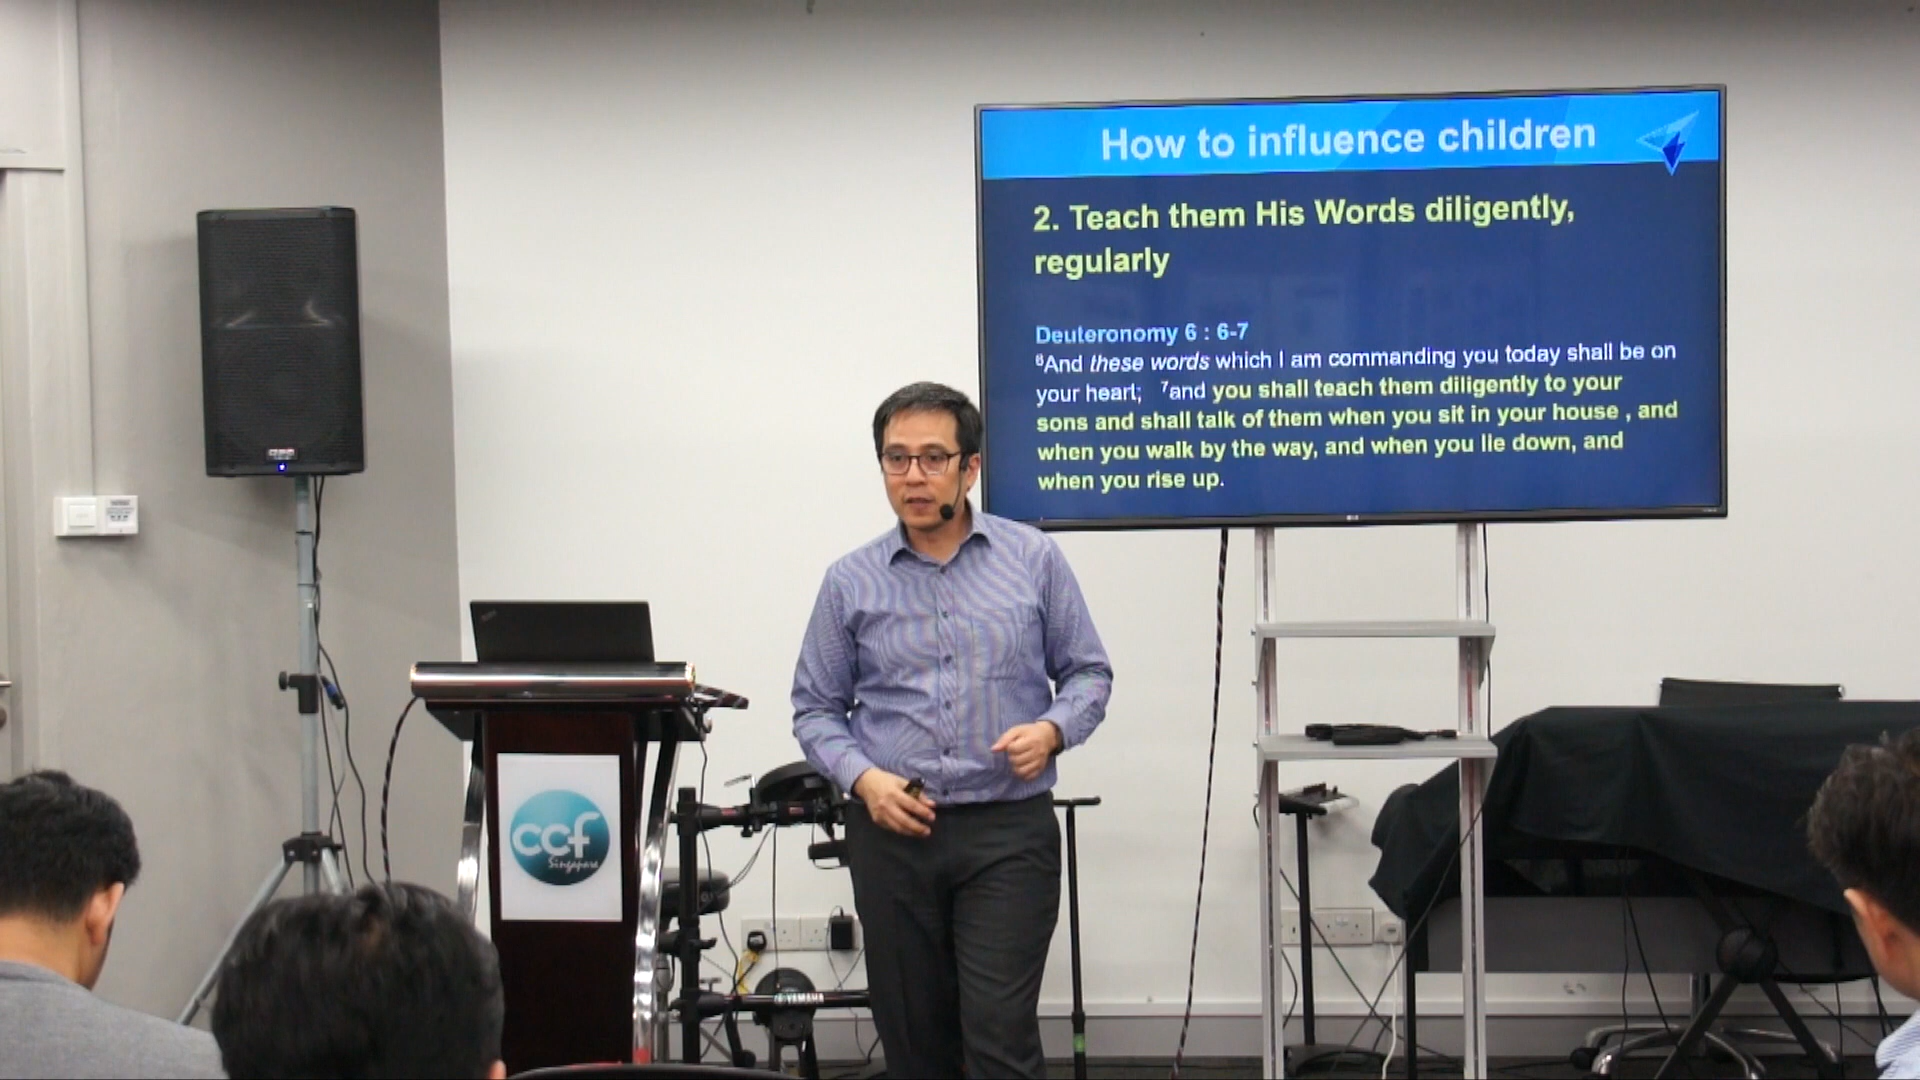 How to influence children
2. Teach them His Words diligently,
regularly
Deuteronomy 6 : 6-7
⁶And these words which I am commanding you today shall be on
your heart; ⁷and you shall teach them diligently to your
sons and shall talk of them when you sit in your house , and
when you walk by the way, and when you lie down, and
when you rise up.
ccf
Singapore
YAMAHA